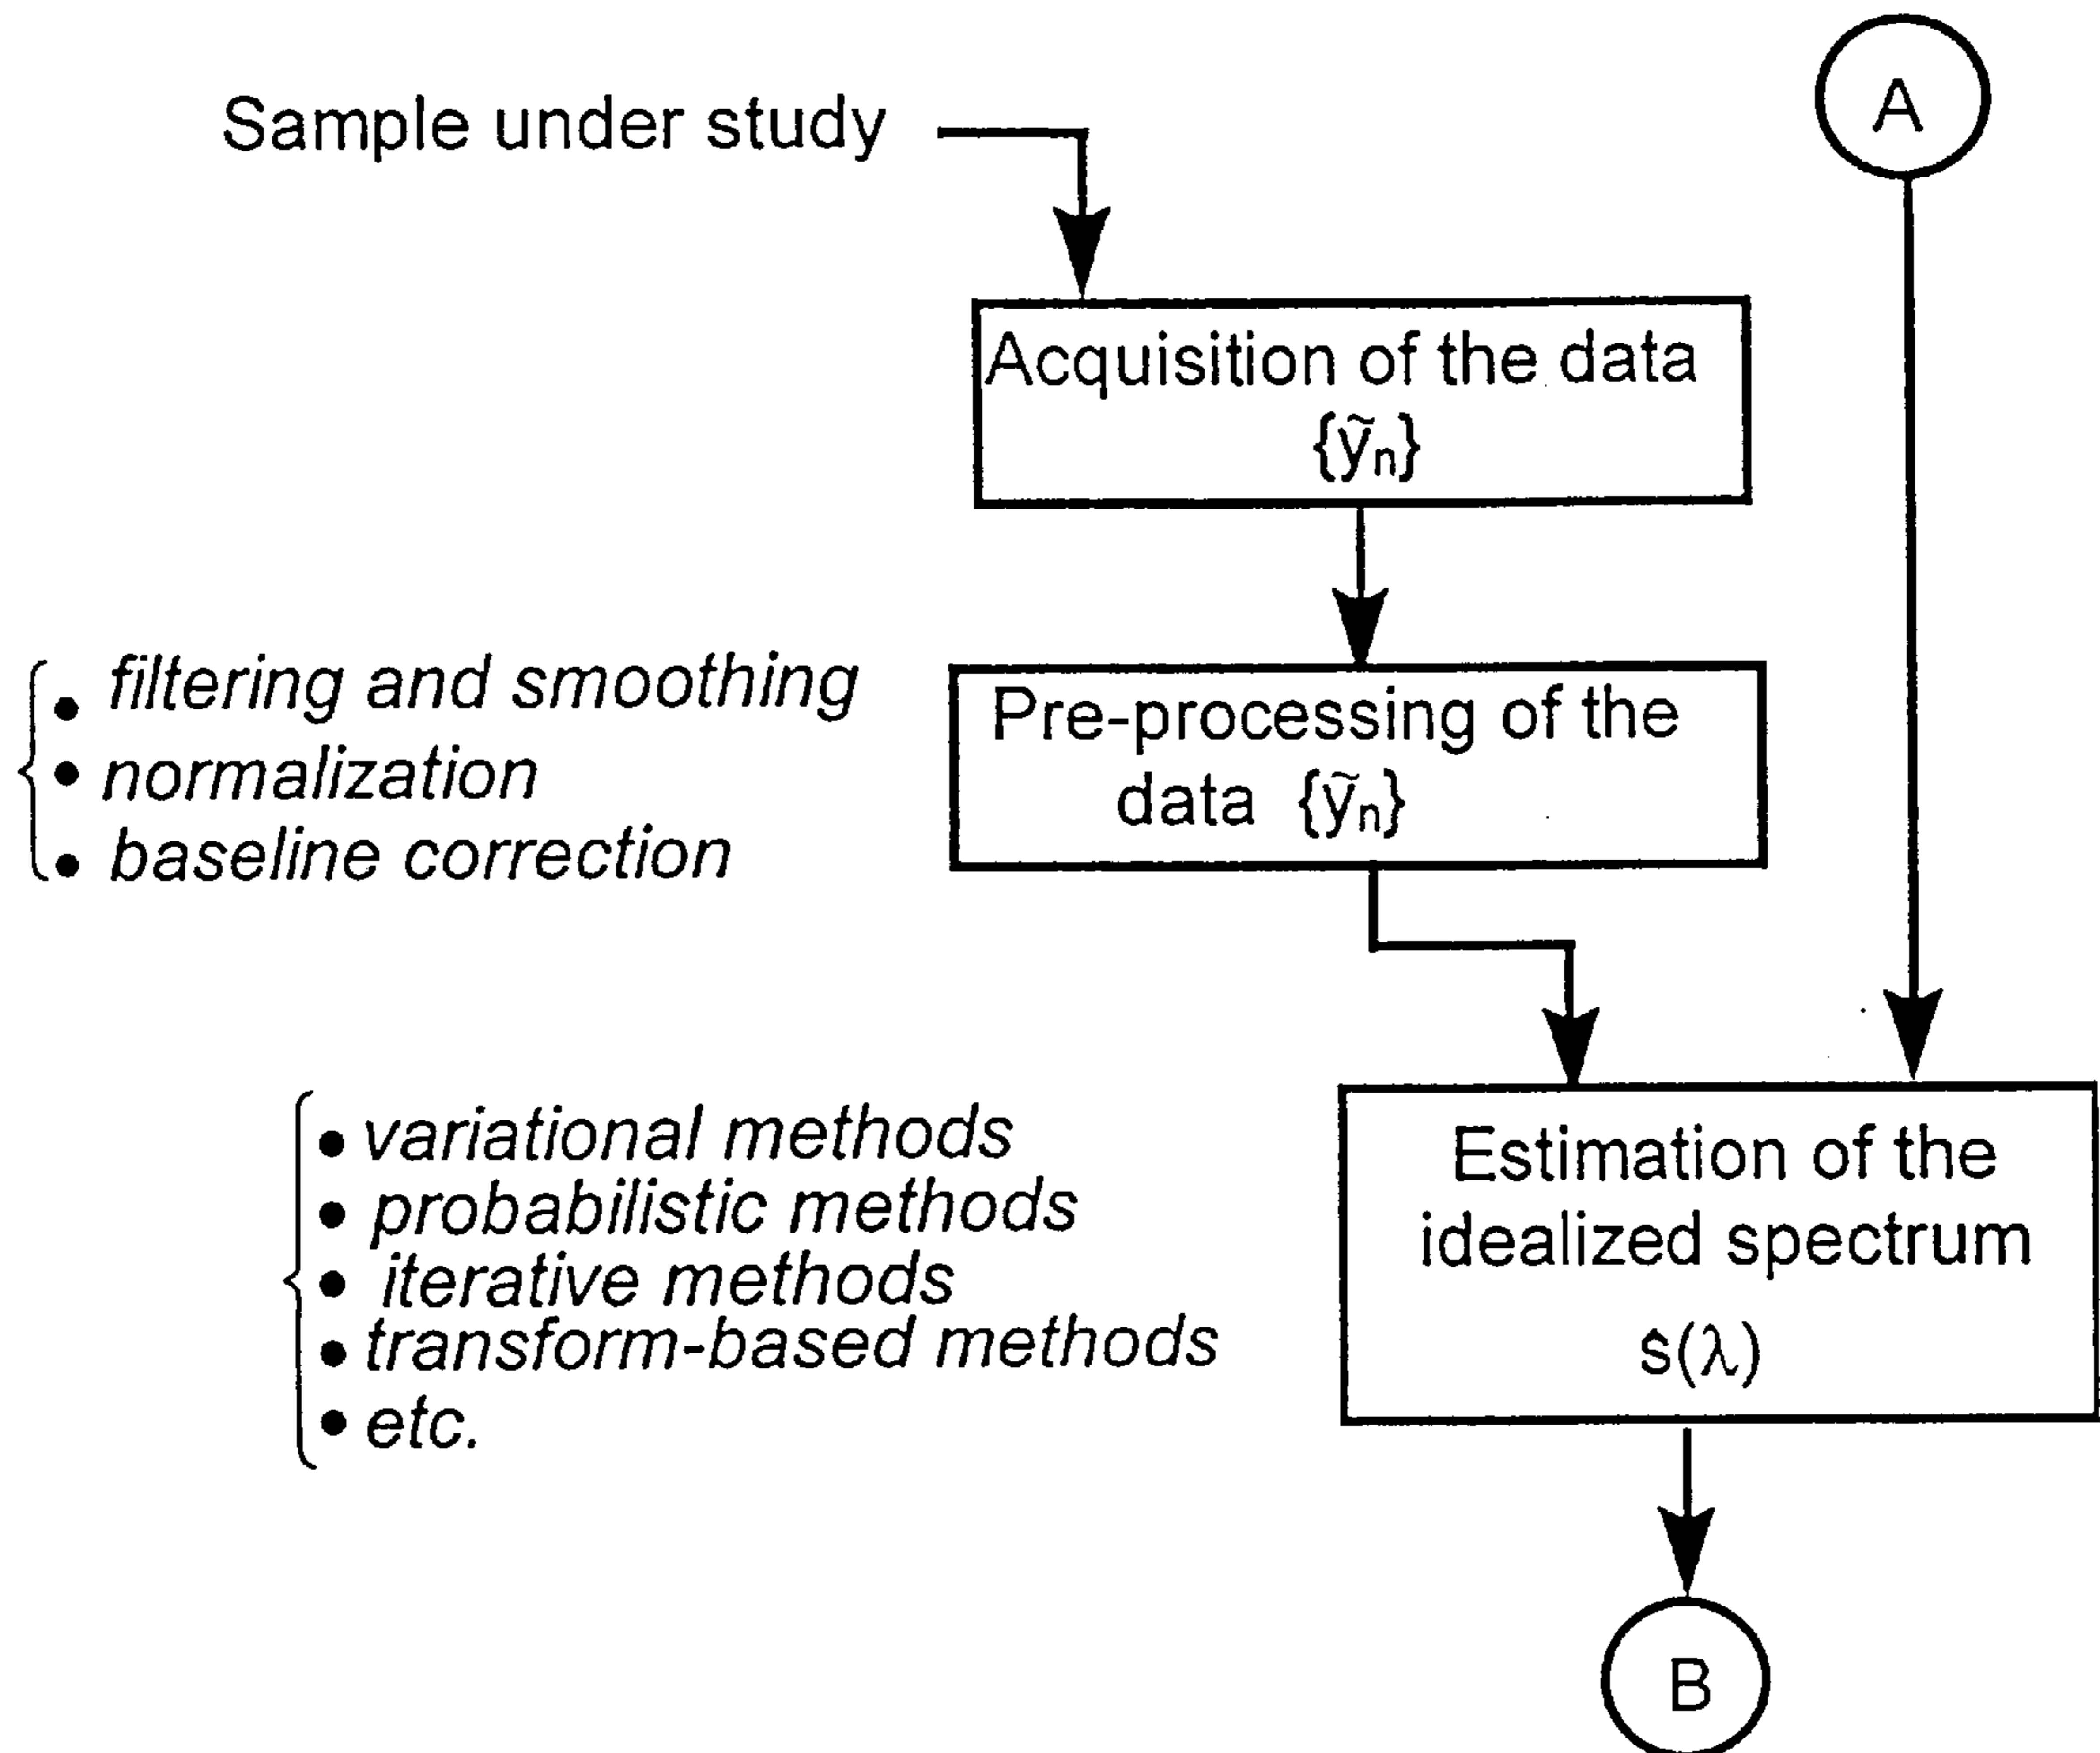 A
Sample under study
Acquisition of the data
{ỹn}
• filtering and smoothing
• normalization
• baseline correction
Pre-processing of the
data {ỹn}
• variational methods
• probabilistic methods
• iterative methods
• transform-based methods
• etc.
Estimation of the
idealized spectrum
ŝ(λ)
B